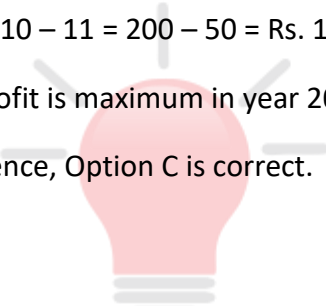 10 – 11 = 200 – 50 = Rs. 1
ofit is maximum in year 20
ence, Option C is correct.